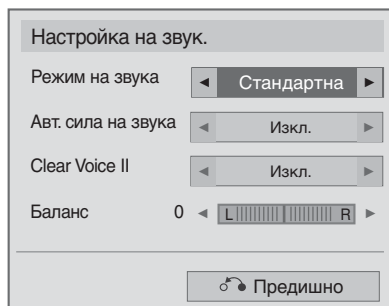 Настройка на звук.
Режим на звука ◄ Стандартна ►
Авт. сила на звука ◄ Изкл. ►
Clear Voice II ◄ Изкл. ►
Баланс 0 ◄ L R ►
Предишно